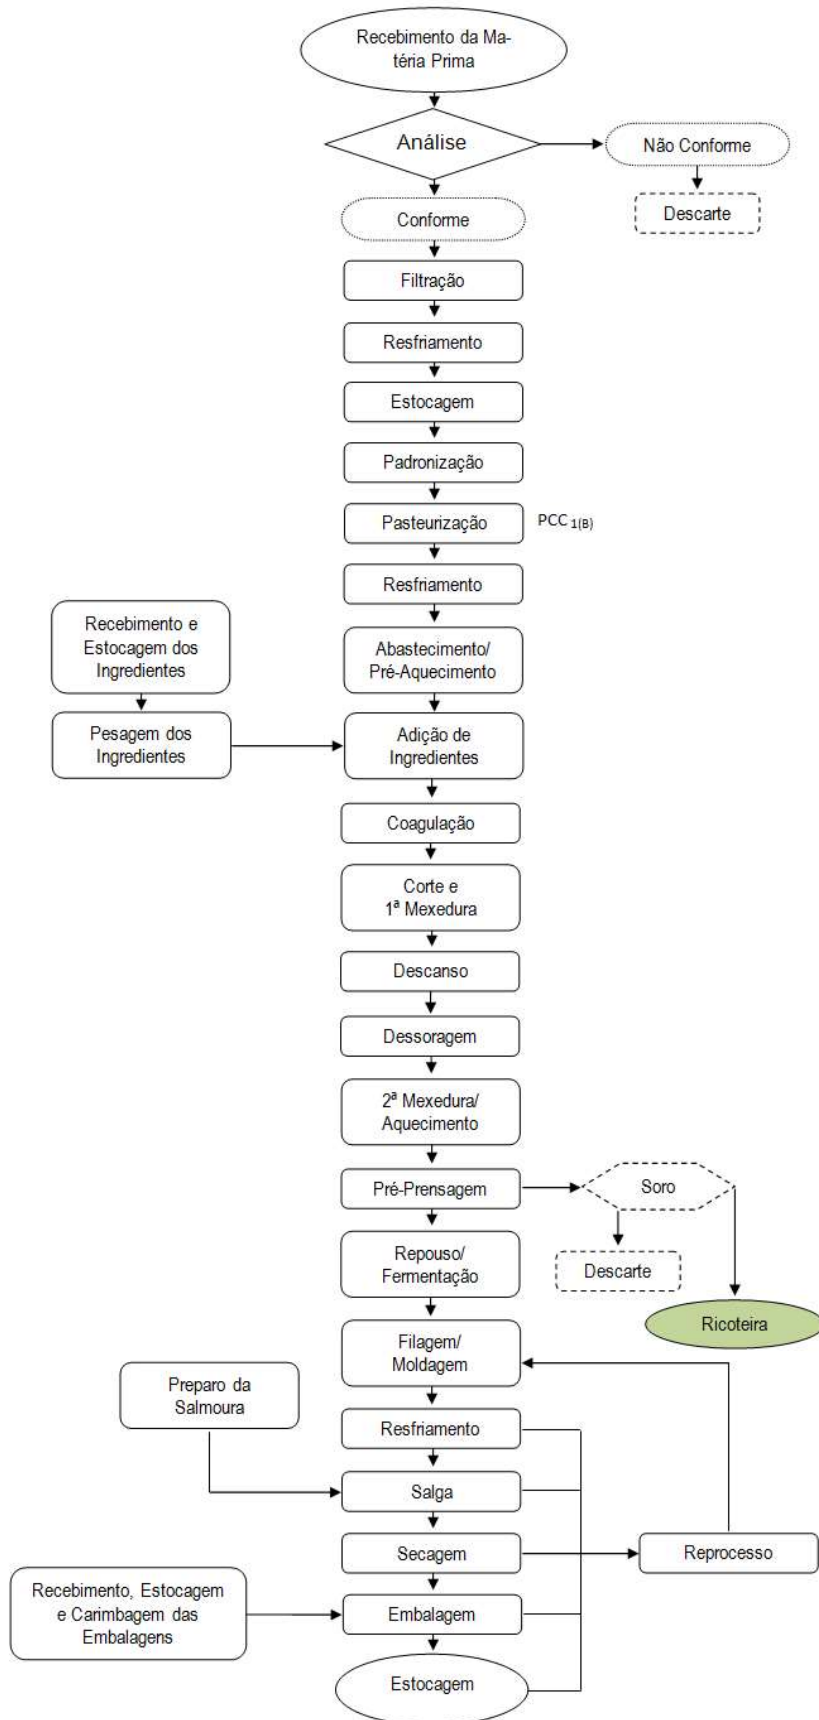 Recebimento da Ma-
téria Prima
Análise
Não Conforme
Descarte
Conforme
Filtração
Resfriamento
Estocagem
Padronização
Pasteurização
PCC 1(B)
Resfriamento
Recebimento e
Estocagem dos
Ingredientes
Abastecimento/
Pré-Aquecimento
Pesagem dos
Ingredientes
Adição de
Ingredientes
Coagulação
Corte e
1ª Mexedura
Descanso
Dessoragem
2ª Mexedura/
Aquecimento
Pré-Prensagem
Soro
Descarte
Ricoteira
Repouso/
Fermentação
Filagem/
Moldagem
Preparo da
Salmoura
Resfriamento
Salga
Secagem
Reprocesso
Recebimento, Estocagem
e Carimbagem das
Embalagens
Embalagem
Estocagem